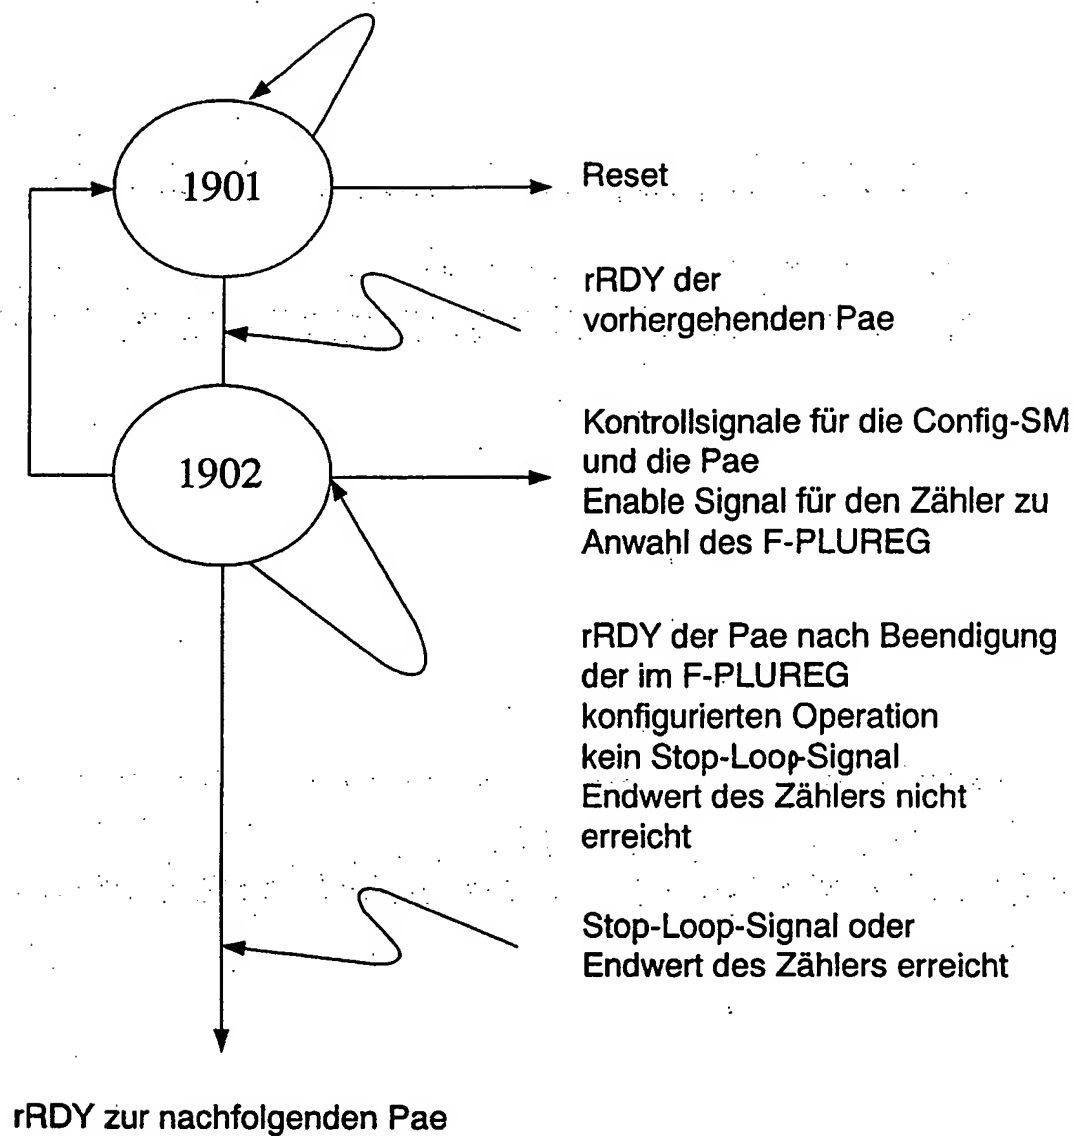 1901
Reset
rRDY der
vorhergehenden Pae
1902
Kontrollsignale für die Config-SM
und die Pae
Enable Signal für den Zähler zu
Anwahl des F-PLUREG
rRDY der Pae nach Beendigung
der im F-PLUREG
konfigurierten Operation
kein Stop-Loop-Signal
Endwert des Zählers nicht
erreicht
Stop-Loop-Signal oder
Endwert des Zählers erreicht
rRDY zur nachfolgenden Pae